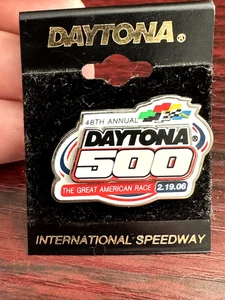 DAYTONA®
48TH ANNUAL
DAYTONA®
500
THE GREAT AMERICAN RACE 2.19.06
INTERNATIONAL SPEEDWAY